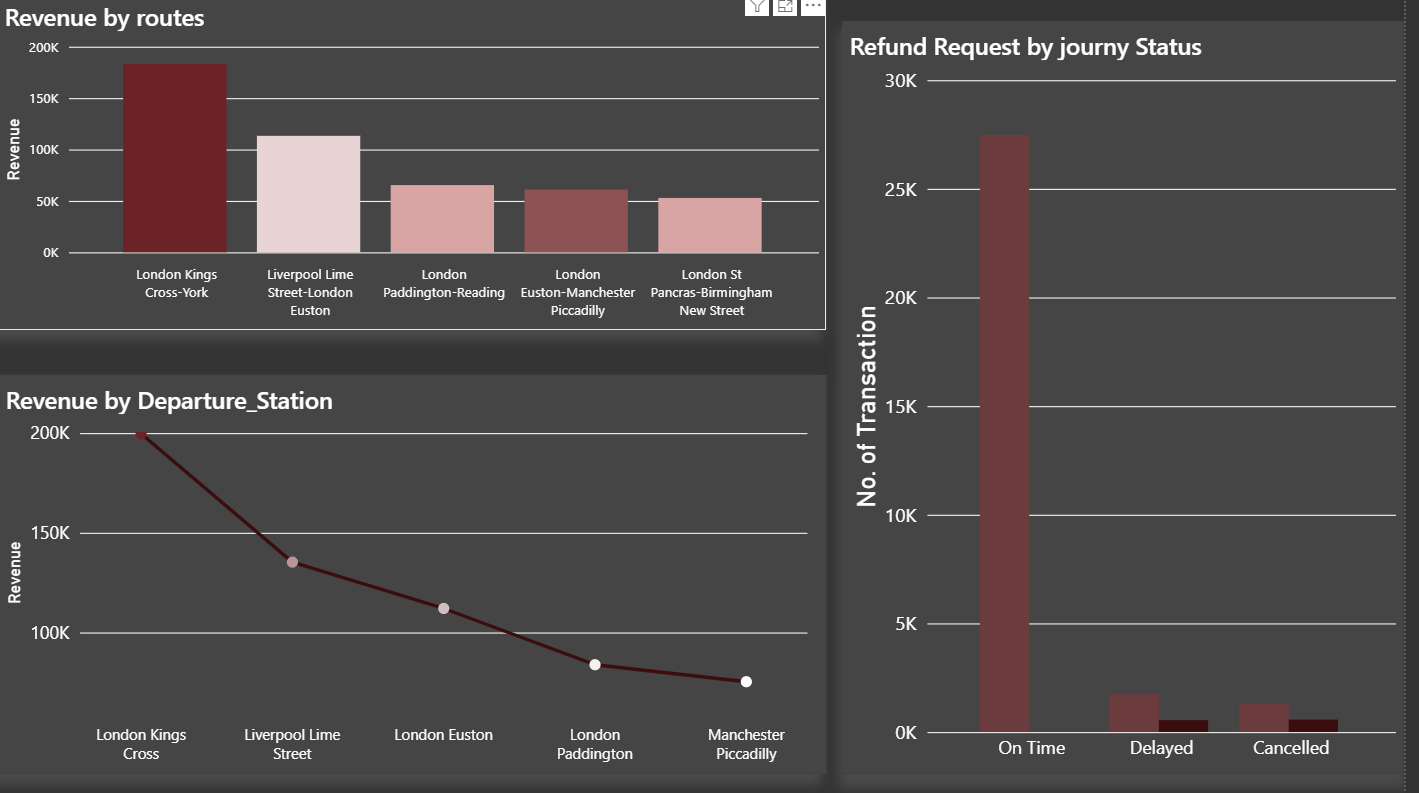 Revenue by routes
200K
150K
100K
50K
0K
Revenue
London Kings
Cross-York
Liverpool Lime
Street-London
Euston
London
Paddington-Reading
London
Euston-Manchester
Piccadilly
London St
Pancras-Birmingham
New Street
Revenue by Departure_Station
200K
150K
100K
Revenue
London Kings
Cross
Liverpool Lime
Street
London Euston
London
Paddington
Manchester
Piccadilly
Refund Request by journy Status
30K
25K
20K
15K
10K
5K
0K
No. of Transaction
On Time
Delayed
Cancelled